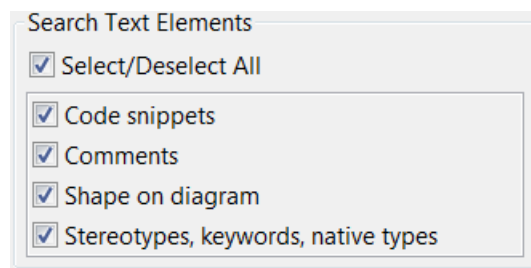 Search Text Elements
Select/Deselect All
Code snippets
Comments
Shape on diagram
Stereotypes, keywords, native types